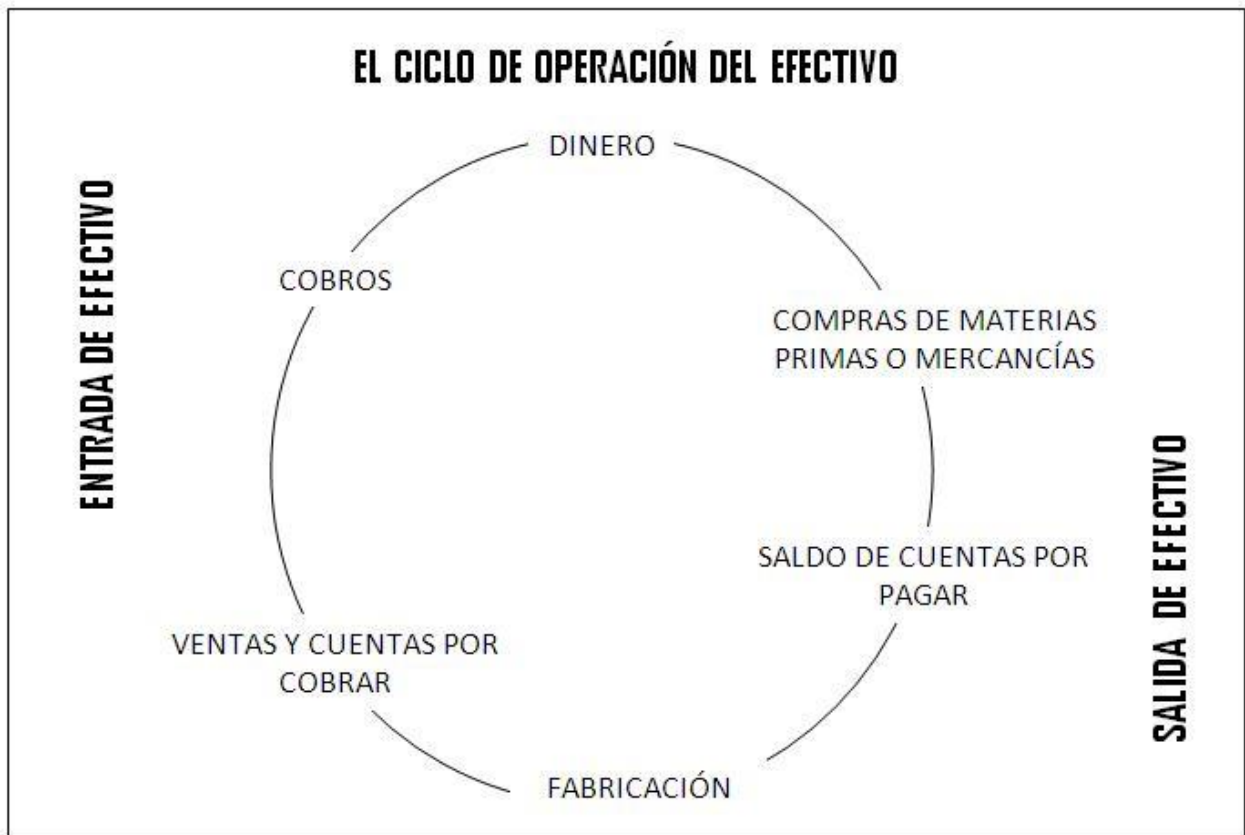 EL CICLO DE OPERACIÓN DEL EFECTIVO
DINERO
COBROS
COMPRAS DE MATERIAS
PRIMAS O MERCANCÍAS
ENTRADA DE EFECTIVO
SALDO DE CUENTAS POR
PAGAR
SALIDA DE EFECTIVO
VENTAS Y CUENTAS POR
COBRAR
FABRICACIÓN